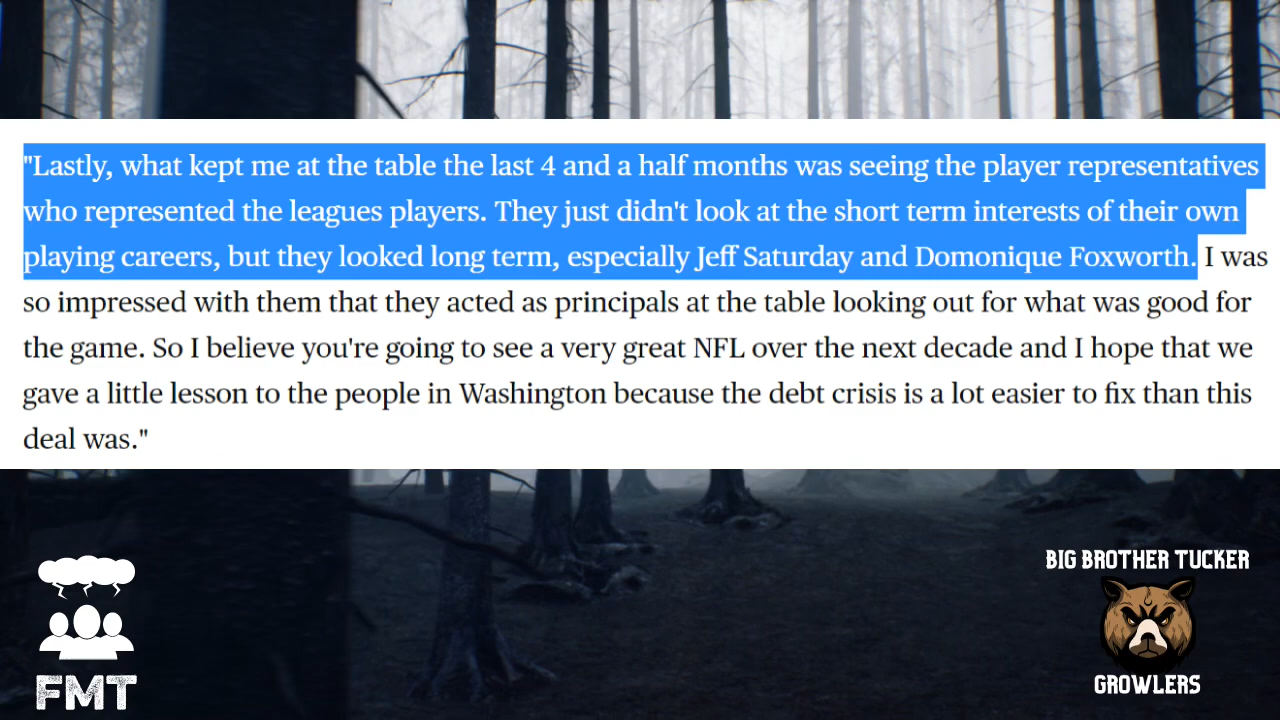 "Lastly, what kept me at the table the last 4 and a half months was seeing the player representatives
who represented the leagues players. They just didn't look at the short term interests of their own
playing careers, but they looked long term, especially Jeff Saturday and Domonique Foxworth. I was
so impressed with them that they acted as principals at the table looking out for what was good for
the game. So I believe you're going to see a very great NFL over the next decade and I hope that we
gave a little lesson to the people in Washington because the debt crisis is a lot easier to fix than this
deal was."
FMT
BIG BROTHER TUCKER
GROWLERS